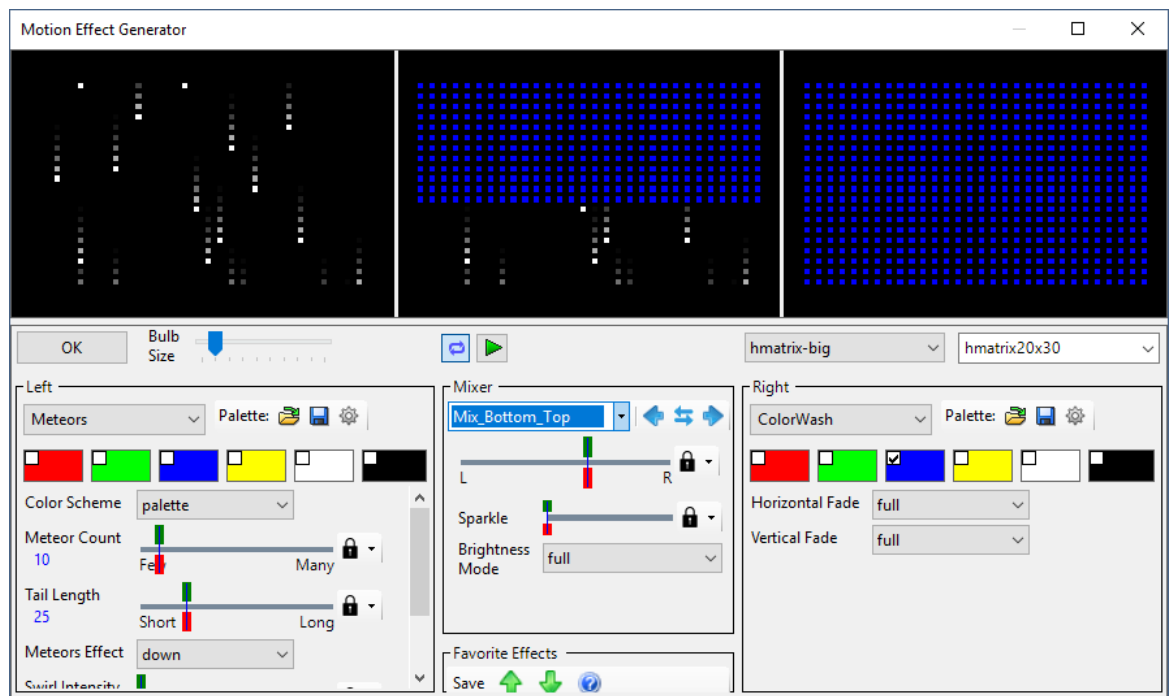 Motion Effect Generator
OK
Bulb Size
hmatrix-big
hmatrix20x30
Left
Meteors
Palette:
Color Scheme
palette
Meteor Count
10
Few
Many
Tail Length
25
Short
Long
Meteors Effect
down
Swirl Intensity
Mixer
Mix_Bottom_Top
L
R
Sparkle
Brightness Mode
full
Favorite Effects
Save
Right
ColorWash
Palette:
Horizontal Fade
full
Vertical Fade
full